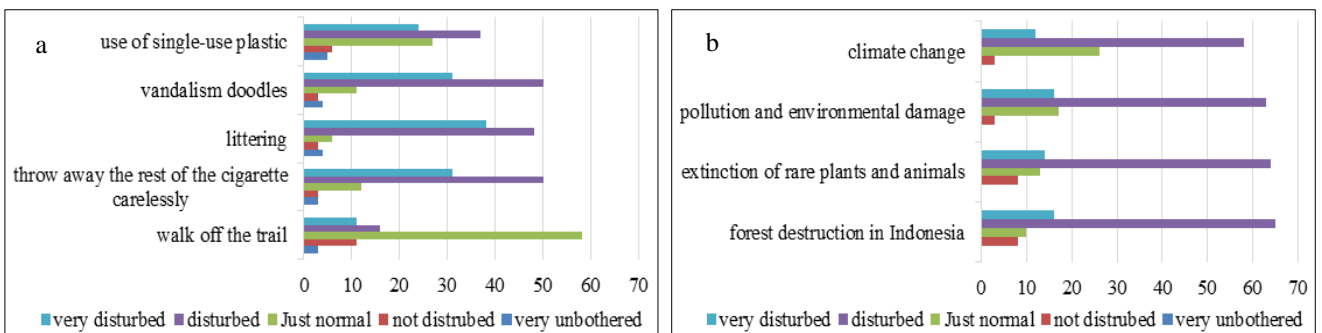 a
use of single-use plastic
vandalism doodles
littering
throw away the rest of the cigarette
carelessly
walk off the trail
0 10 20 30 40 50 60 70
very disturbed disturbed Just normal not distrubed very unbothered
b
climate change
pollution and environmental damage
extinction of rare plants and animals
forest destruction in Indonesia
0 10 20 30 40 50 60 70
very disturbed disturbed Just normal not distrubed very unbothered